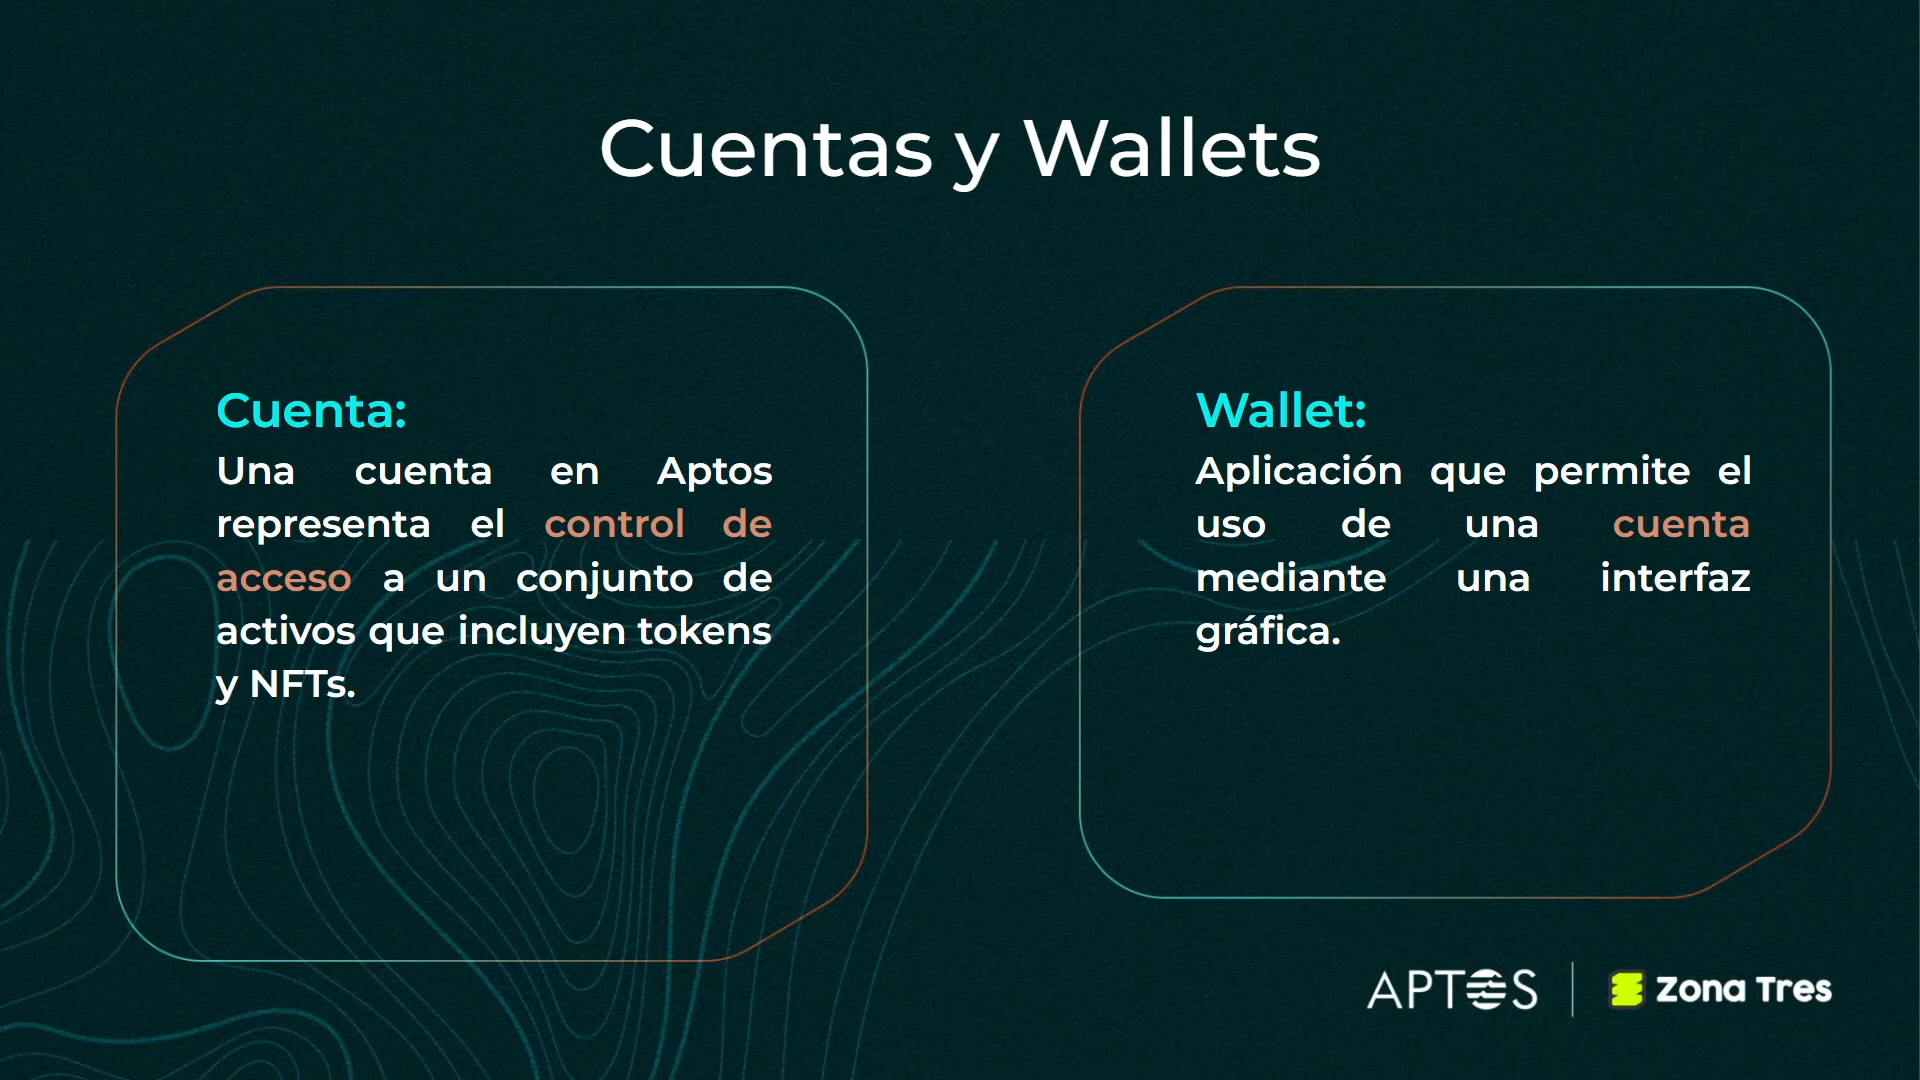 Cuentas y Wallets
Cuenta:
Una cuenta en Aptos
representa el control de
acceso a un conjunto de
activos que incluyen tokens
y NFTs.
Wallet:
Aplicación que permite el
uso de una cuenta
mediante una interfaz
gráfica.
APTOS
Zona Tres